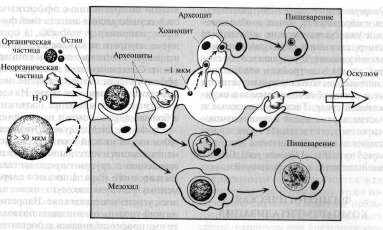 Археоцит
Хоаноцит
Пищеварение
Органическая
частица
Остия
Археоциты
Неорганическая
частица
~1 мкм
Оскулюм
H₂O
> 50 мкм
Пищеварение
Мезохил